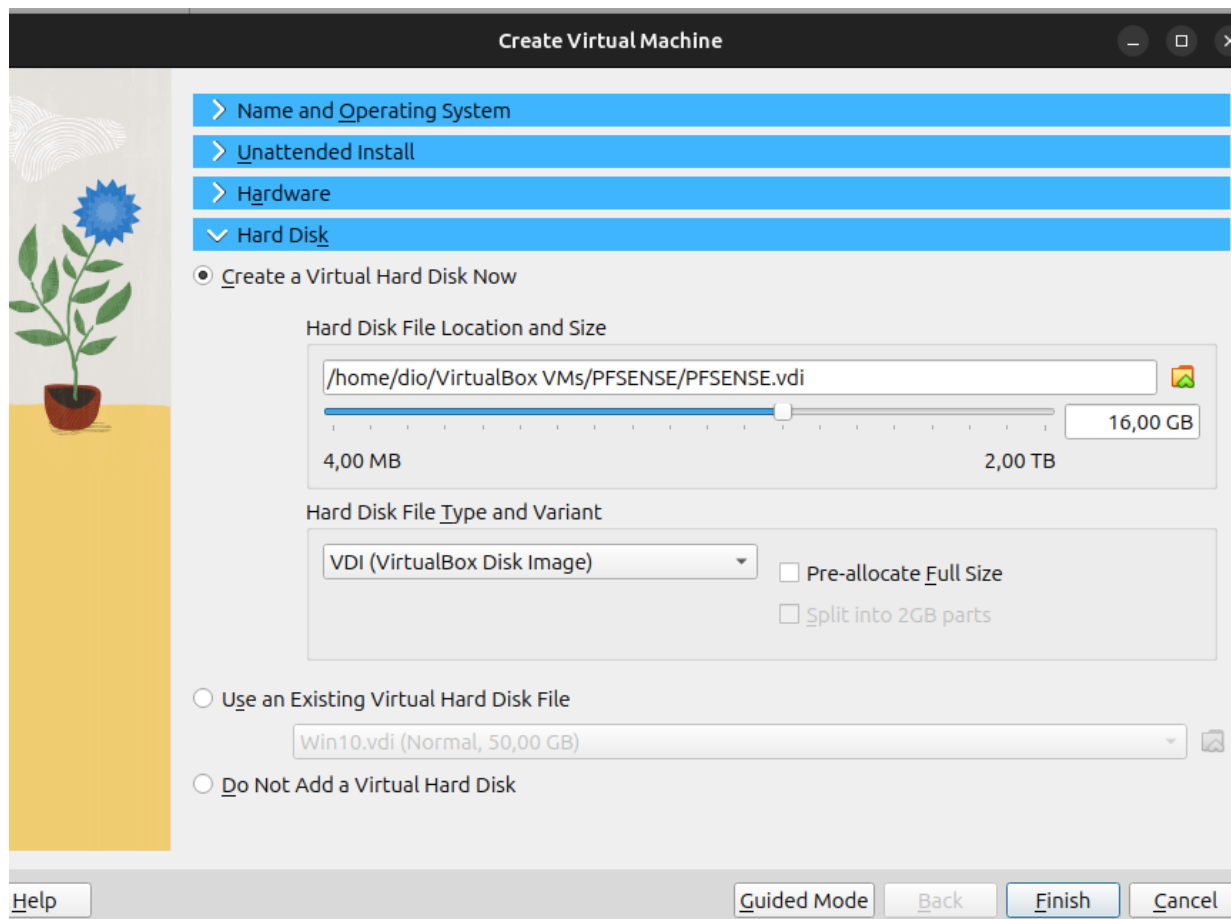 Create Virtual Machine
Name and Operating System
Unattended Install
Hardware
Hard Disk
Create a Virtual Hard Disk Now
Hard Disk File Location and Size
/home/dio/VirtualBox VMs/PFSENSE/PFSENSE.vdi
16,00 GB
4,00 MB 2,00 TB
Hard Disk File Type and Variant
VDI (VirtualBox Disk Image)
Pre-allocate Full Size
Split into 2GB parts
Use an Existing Virtual Hard Disk File
Win10.vdi (Normal, 50,00 GB)
Do Not Add a Virtual Hard Disk
Help Guided Mode Back Finish Cancel